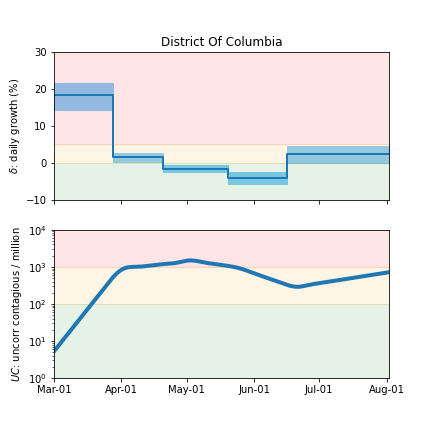 District Of Columbia
δ: daily growth (%)
30
20
10
0
−10
UC: uncorr contagious / million
10⁴
10³
10²
10¹
10⁰
Mar-01 Apr-01 May-01 Jun-01 Jul-01 Aug-01